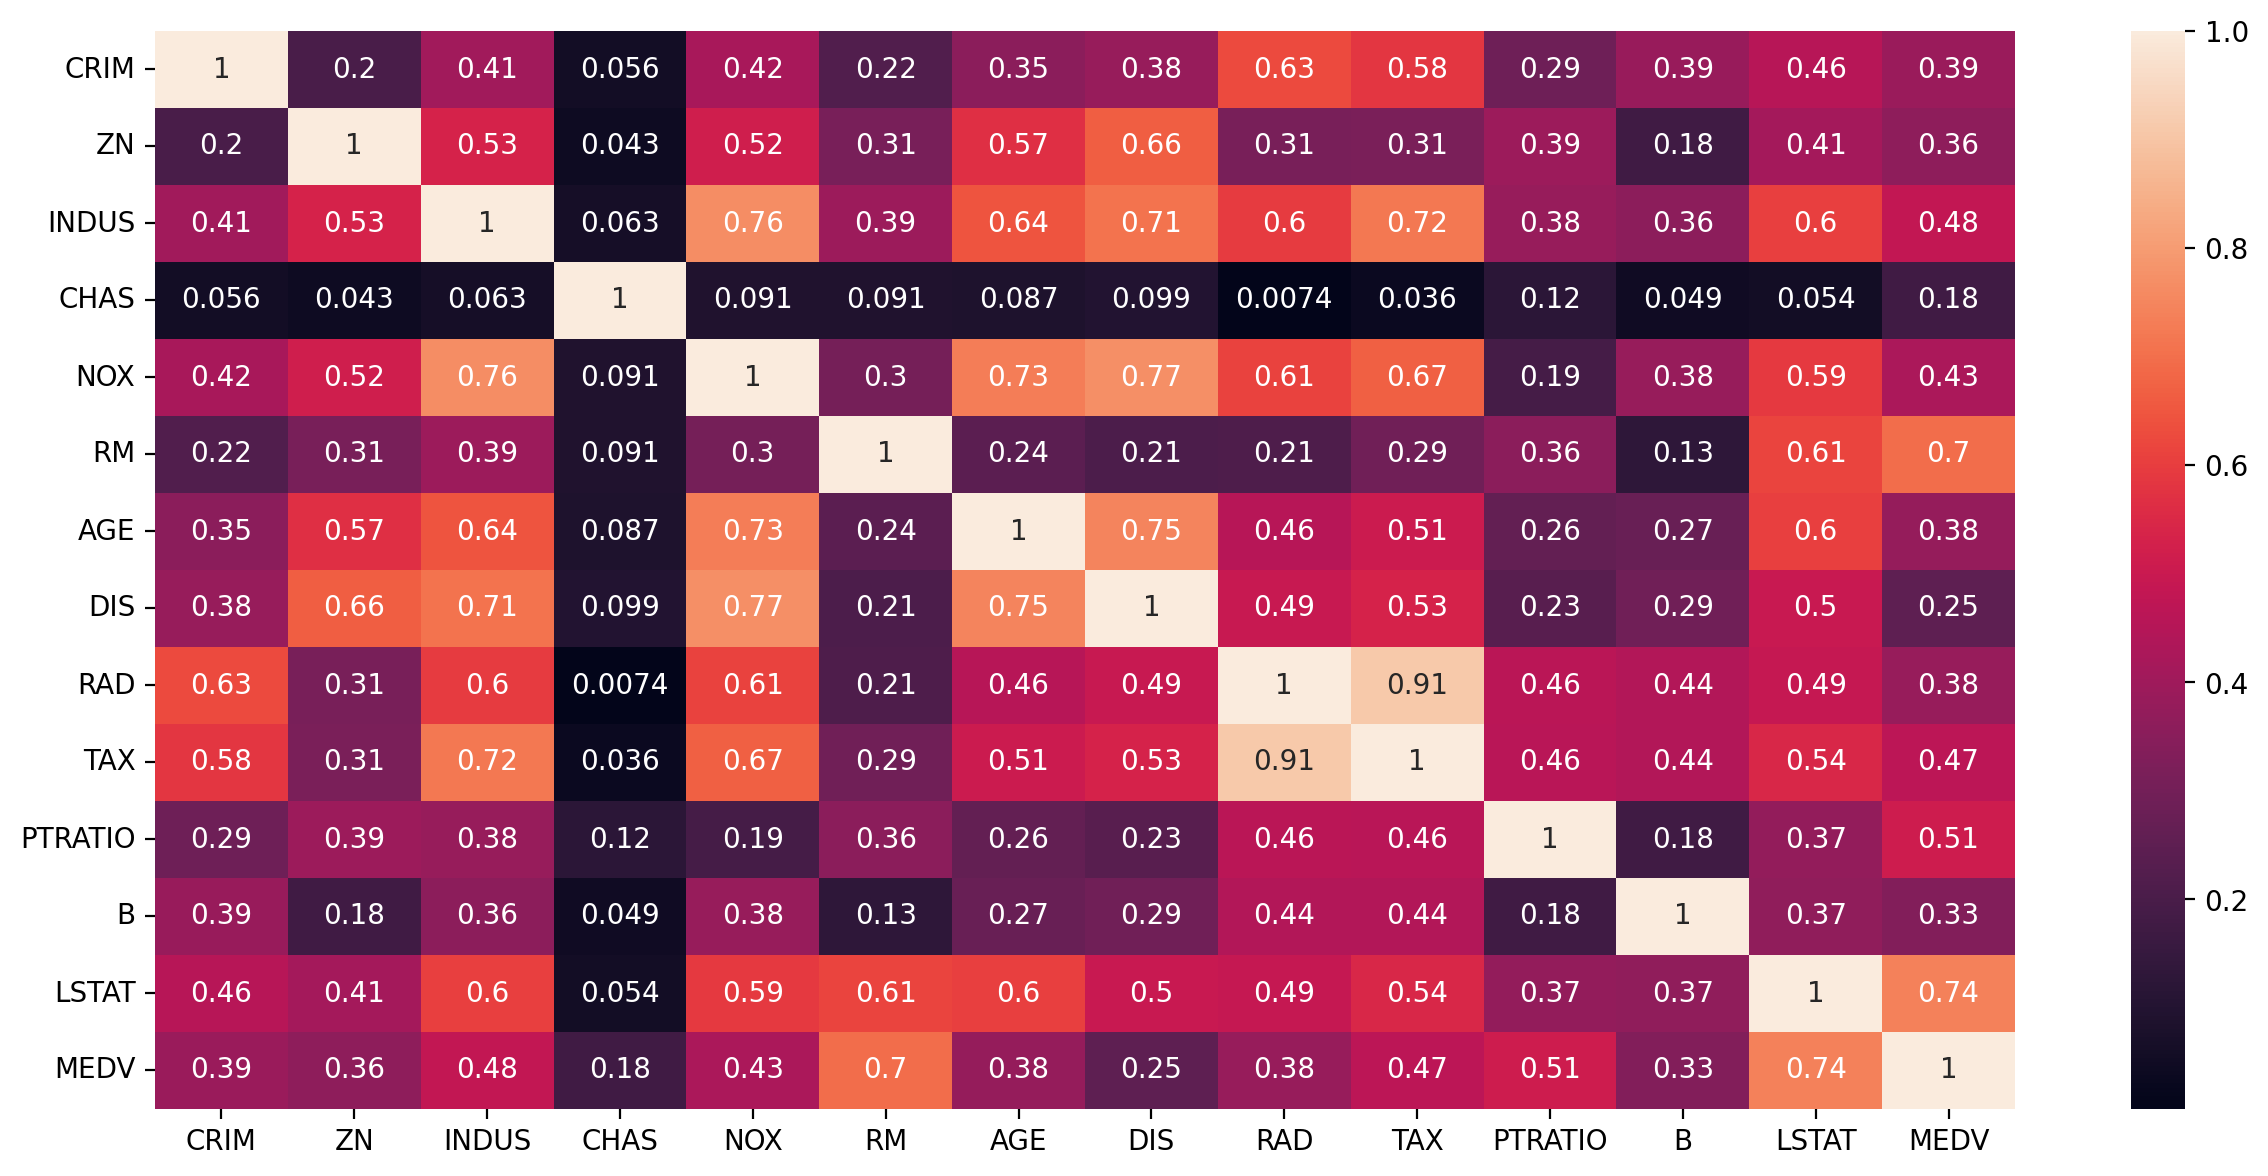 CRIM 1 0.2 0.41 0.056 0.42 0.22 0.35 0.38 0.63 0.58 0.29 0.39 0.46 0.39
ZN 0.2 1 0.53 0.043 0.52 0.31 0.57 0.66 0.31 0.31 0.39 0.18 0.41 0.36
INDUS 0.41 0.53 1 0.063 0.76 0.39 0.64 0.71 0.6 0.72 0.38 0.36 0.6 0.48
CHAS 0.056 0.043 0.063 1 0.091 0.091 0.087 0.099 0.0074 0.036 0.12 0.049 0.054 0.18
NOX 0.42 0.52 0.76 0.091 1 0.3 0.73 0.77 0.61 0.67 0.19 0.38 0.59 0.43
RM 0.22 0.31 0.39 0.091 0.3 1 0.24 0.21 0.21 0.29 0.36 0.13 0.61 0.7
AGE 0.35 0.57 0.64 0.087 0.73 0.24 1 0.75 0.46 0.51 0.26 0.27 0.6 0.38
DIS 0.38 0.66 0.71 0.099 0.77 0.21 0.75 1 0.49 0.53 0.23 0.29 0.5 0.25
RAD 0.63 0.31 0.6 0.0074 0.61 0.21 0.46 0.49 1 0.91 0.46 0.44 0.49 0.38
TAX 0.58 0.31 0.72 0.036 0.67 0.29 0.51 0.53 0.91 1 0.46 0.44 0.54 0.47
PTRATIO 0.29 0.39 0.38 0.12 0.19 0.36 0.26 0.23 0.46 0.46 1 0.18 0.37 0.51
B 0.39 0.18 0.36 0.049 0.38 0.13 0.27 0.29 0.44 0.44 0.18 1 0.37 0.33
LSTAT 0.46 0.41 0.6 0.054 0.59 0.61 0.6 0.5 0.49 0.54 0.37 0.37 1 0.74
MEDV 0.39 0.36 0.48 0.18 0.43 0.7 0.38 0.25 0.38 0.47 0.51 0.33 0.74 1
CRIM ZN INDUS CHAS NOX RM AGE DIS RAD TAX PTRATIO B LSTAT MEDV
1.0
0.8
0.6
0.4
0.2